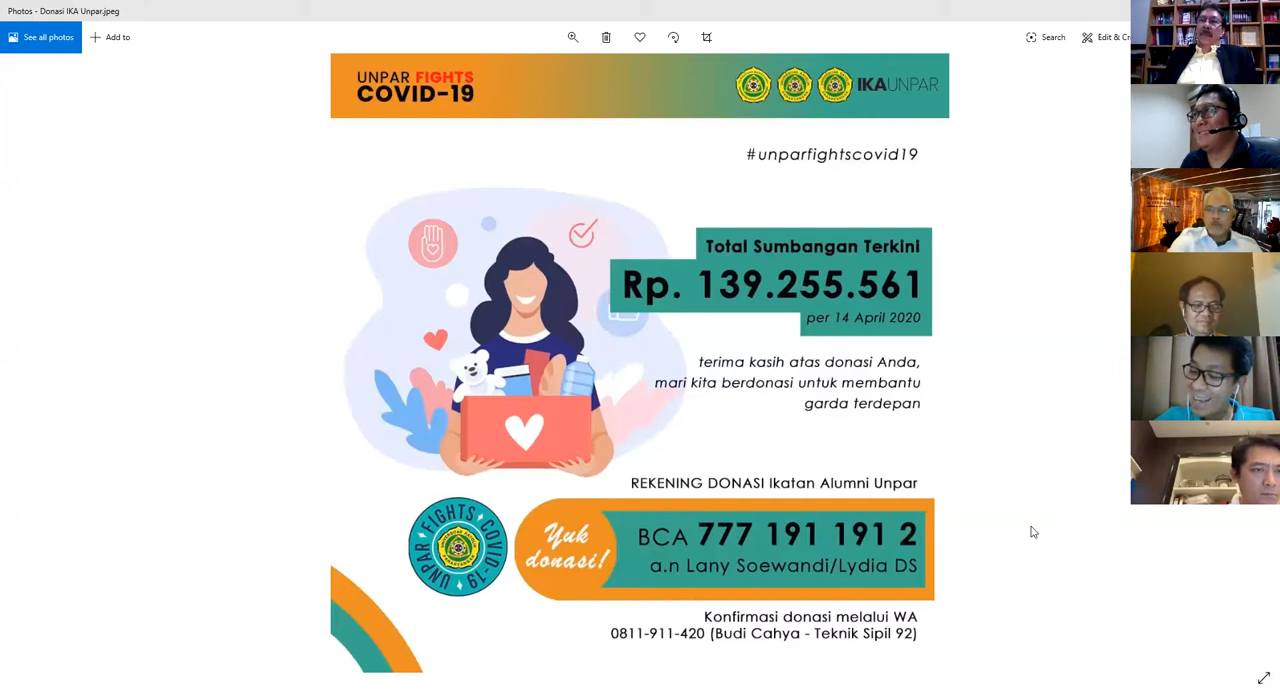 Photos - Donasi IKA Unpar.jpeg
See all photos
Add to
Search
Edit & Cr
UNPAR FIGHTS
COVID-19
IKAUNPAR
#unparfightscovid19
Total Sumbangan Terkini
Rp. 139.255.561
per 14 April 2020
terima kasih atas donasi Anda,
mari kita berdonasi untuk membantu
garda terdepan
REKENING DONASI Ikatan Alumni Unpar
UNPAR FIGHTS COVID-19
Yuk
donasi!
BCA 777 191 191 2
a.n Lany Soewandi/Lydia DS
Konfirmasi donasi melalui WA
0811-911-420 (Budi Cahya - Teknik Sipil 92)